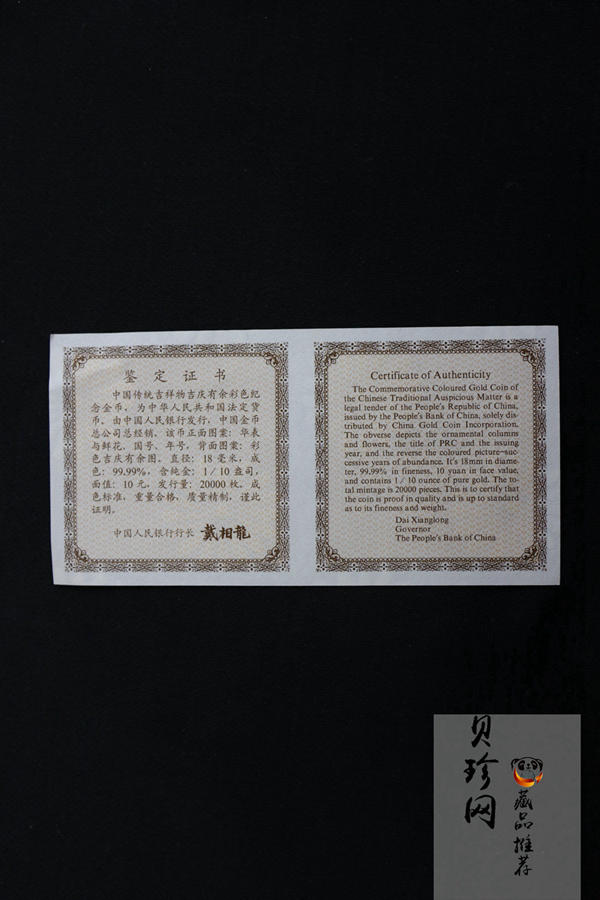 鉴定证书
中国传统吉祥物吉庆有余彩色纪
念金币,为中华人民共和国法定货
币。由中国人民银行发行,中国金币
总公司总经销。该币正面图案:华表
与鲜花、国号、年号,背面图案:彩
色吉庆有余图。直径:18毫米,成
色:99.99%,含纯金:1/10盎司,
面值:10元,发行量:20000枚。成
色标准,重量合格、质量精制,谨此
证明。
中国人民银行行长 戴相龍
Certificate of Authenticity
The Commemorative Coloured Gold Coin of
the Chinese Traditional Auspicious Matter is a
legal tender of the People's Republic of China,
issued by the People's Bank of China, solely dis-
tributed by China Gold Coin Incorporation.
The obverse depicts the ornamental columns
and flowers, the title of PRC and the issuing
year, and the reverse the coloured picture-suc-
cessive years of abundance. It's 18mm in diame-
ter, 99.99% in fineness, 10 yuan in face value,
and contains 1/10 ounce of pure gold. The to-
tal mintage is 20000 pieces. This is to certify that
the coin is proof in quality and is up to standard
as to its fineness and weight.
Dai Xianglong
Governor
The People's Bank of China
贝珍网
藏品推荐